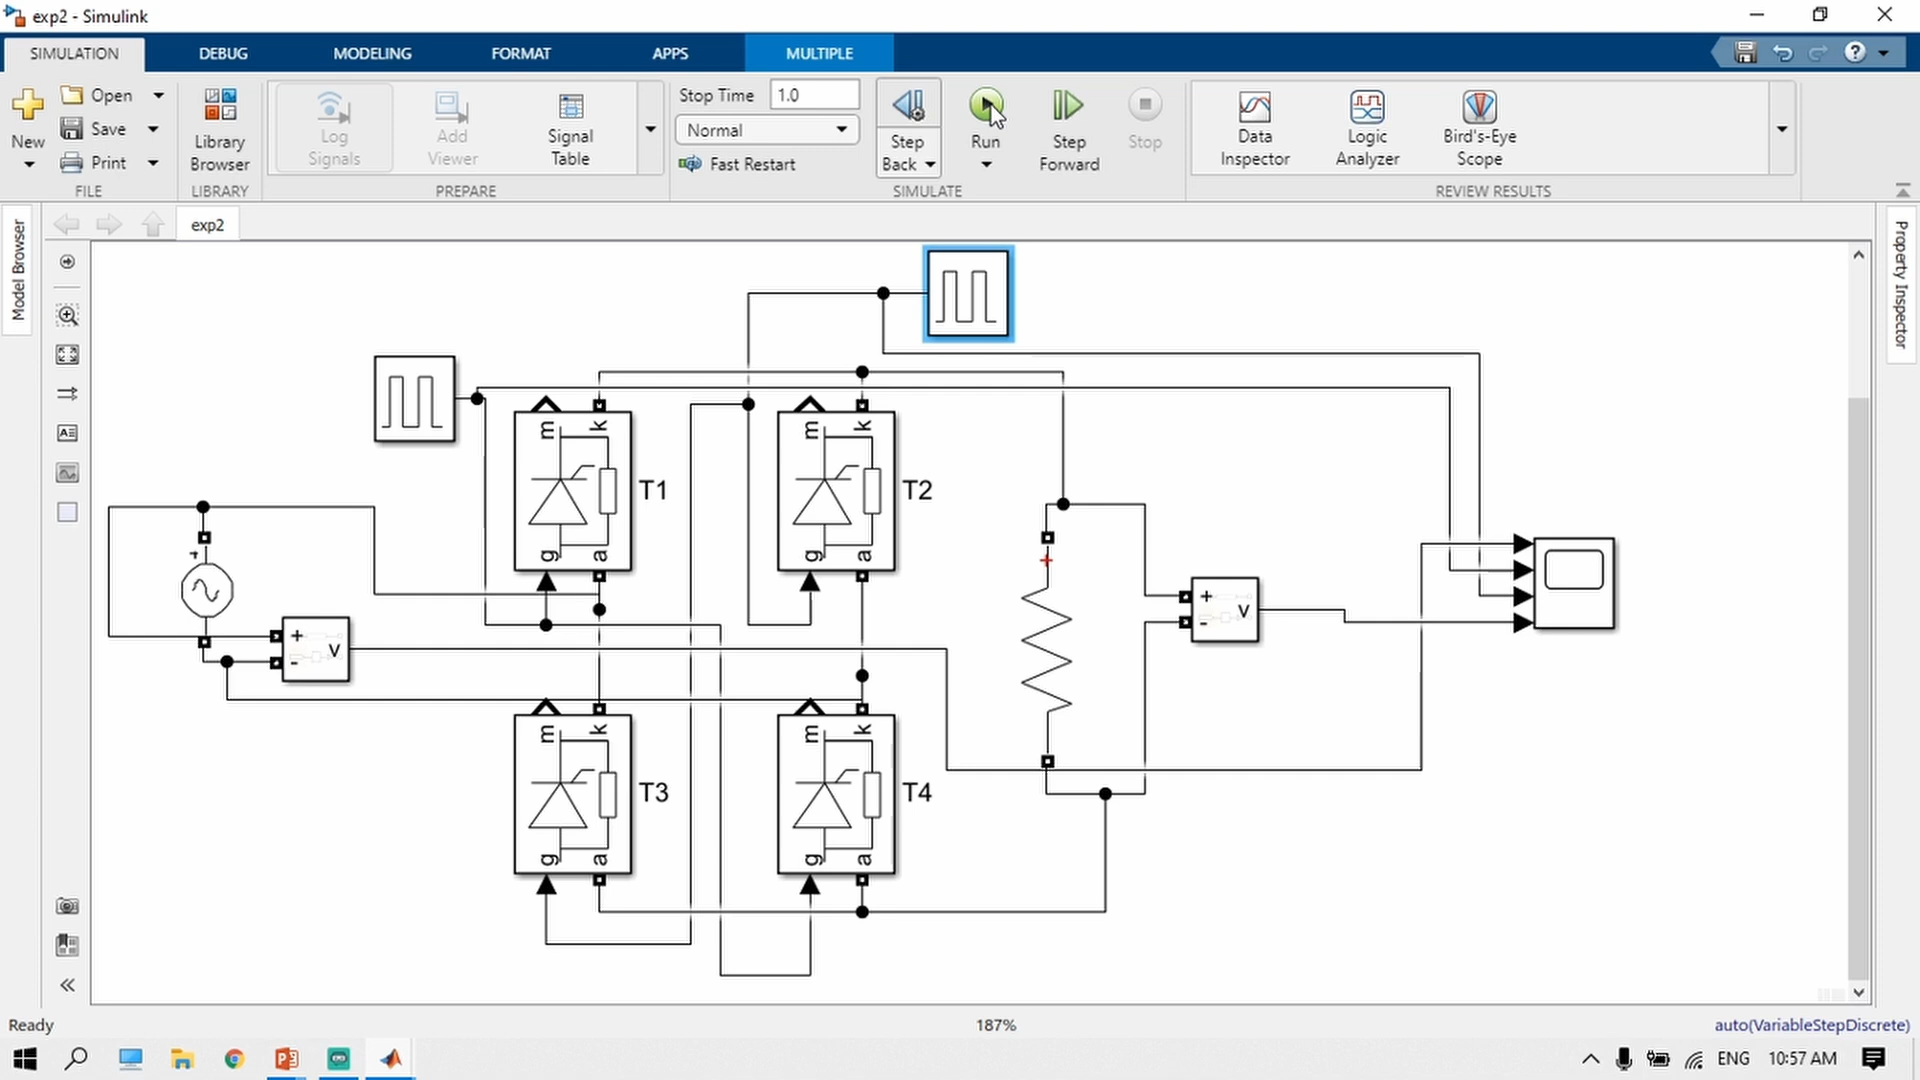 exp2 - Simulink
SIMULATION DEBUG MODELING FORMAT APPS MULTIPLE
New
Open
Save
Print
FILE
Library Browser
LIBRARY
Log Signals
Add Viewer
Signal Table
PREPARE
Stop Time 1.0
Normal
Fast Restart
Step Back
Run
Step Forward
Stop
SIMULATE
Data Inspector
Logic Analyzer
Bird's-Eye Scope
REVIEW RESULTS
Model Browser
exp2
Property Inspector
m k
g a
T1
m k
g a
T2
+
+
-
V
+
+
-
V
m k
g a
T3
m k
g a
T4
Ready
187%
auto(VariableStepDiscrete)
ENG 10:57 AM